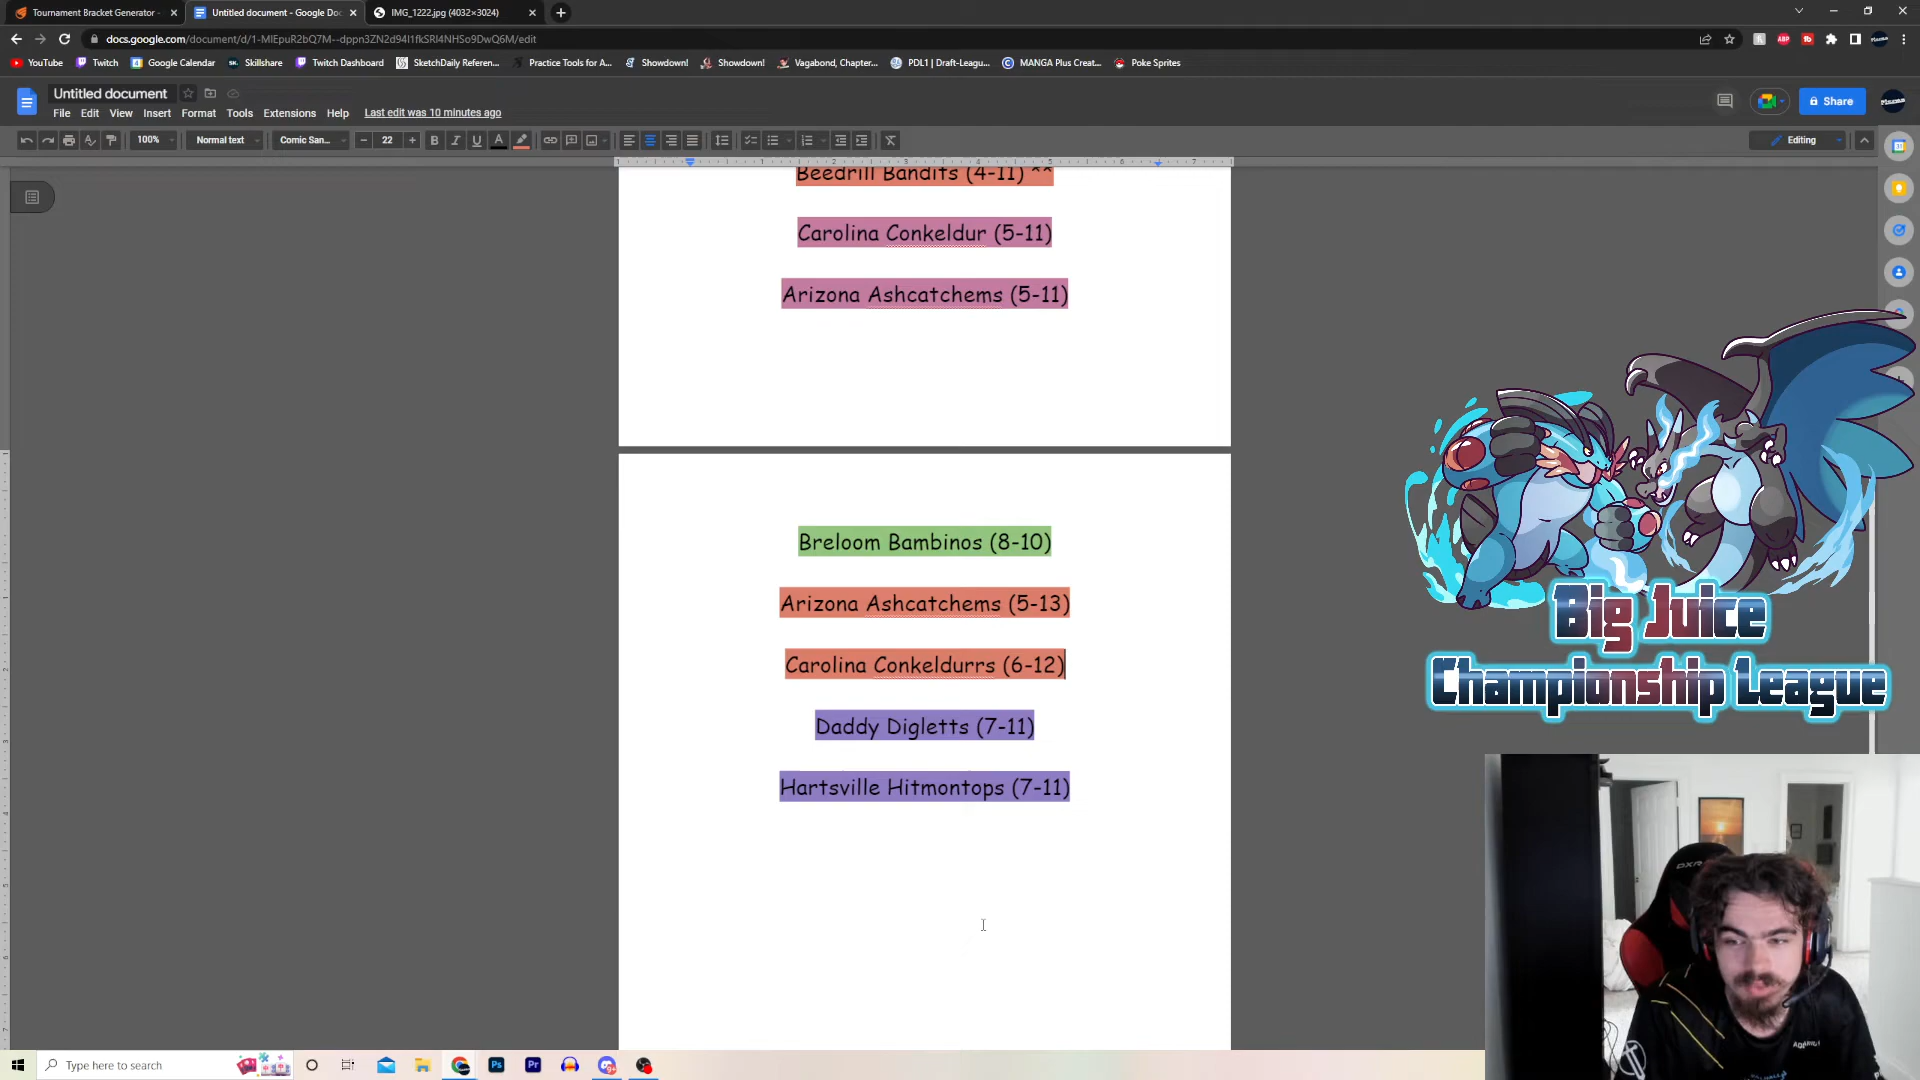 Tournament Bracket Generator -
Untitled document - Google Doc
IMG_1222.jpg (4032×3024)
docs.google.com/document/d/1-MlEpuR2bQ7M--dppn3ZN2d94l1fkSRl4NHSo9DwQ6M/edit
YouTube
Twitch
Google Calendar
Skillshare
Twitch Dashboard
SketchDaily Referen...
Practice Tools for A...
Showdown!
Showdown!
Vagabond, Chapter...
PDL1 | Draft-Leagu...
MANGA Plus Creat...
Poke Sprites
Untitled document
File Edit View Insert Format Tools Extensions Help Last edit was 10 minutes ago
Share
100% Normal text Comic San... 22
Editing
Beedrill Bandits (4-11) **
Carolina Conkeldur (5-11)
Arizona Ashcatchems (5-11)
Breloom Bambinos (8-10)
Arizona Ashcatchems (5-13)
Carolina Conkeldurrs (6-12)
Daddy Digletts (7-11)
Hartsville Hitmontops (7-11)
Big Juice
Championship League
Type here to search